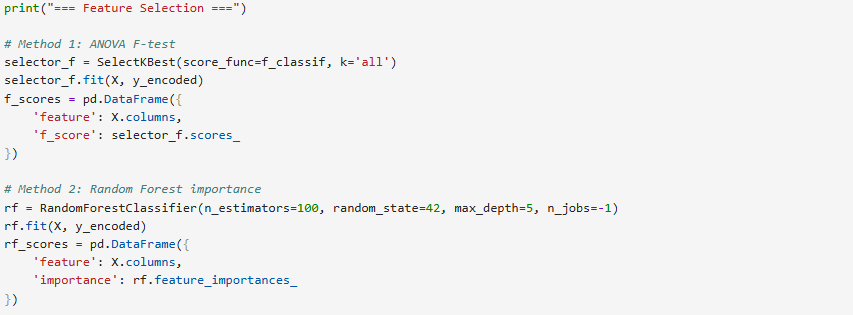 print("=== Feature Selection ===")
# Method 1: ANOVA F-test
selector_f = SelectKBest(score_func=f_classif, k='all')
selector_f.fit(X, y_encoded)
f_scores = pd.DataFrame({
    'feature': X.columns,
    'f_score': selector_f.scores_
})
# Method 2: Random Forest importance
rf = RandomForestClassifier(n_estimators=100, random_state=42, max_depth=5, n_jobs=-1)
rf.fit(X, y_encoded)
rf_scores = pd.DataFrame({
    'feature': X.columns,
    'importance': rf.feature_importances_
})